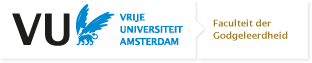 VU
VRIJE
UNIVERSITEIT
AMSTERDAM
Faculteit der
Godgeleerdheid